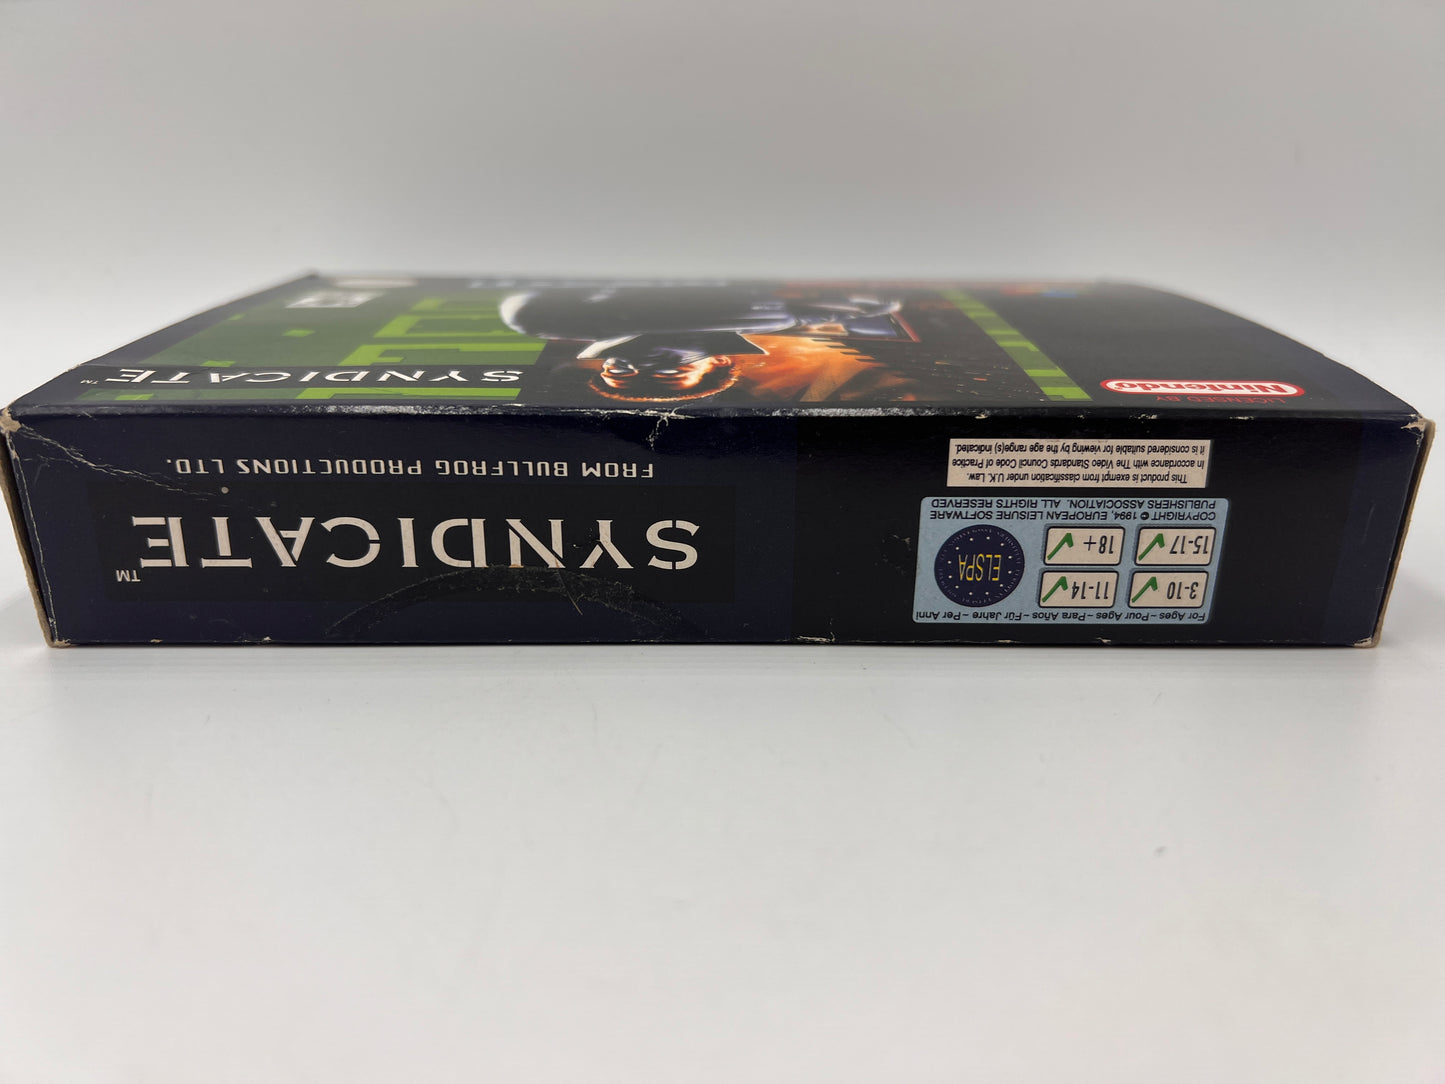 SYNDICATE™
LICENSED BY
Nintendo
SYNDICATE™
FROM BULLFROG PRODUCTIONS LTD.
For Ages – Pour Ages – Para Años – Für Jahre – Per Anni
3-10
11-14
15-17
18+
ELSPA
COPYRIGHT © 1994, EUROPEAN LEISURE SOFTWARE
PUBLISHERS ASSOCIATION. ALL RIGHTS RESERVED
This product is exempt from classification under U.K. Law.
In accordance with The Video Standards Council Code of Practice
it is considered suitable for viewing by the age range(s) indicated.